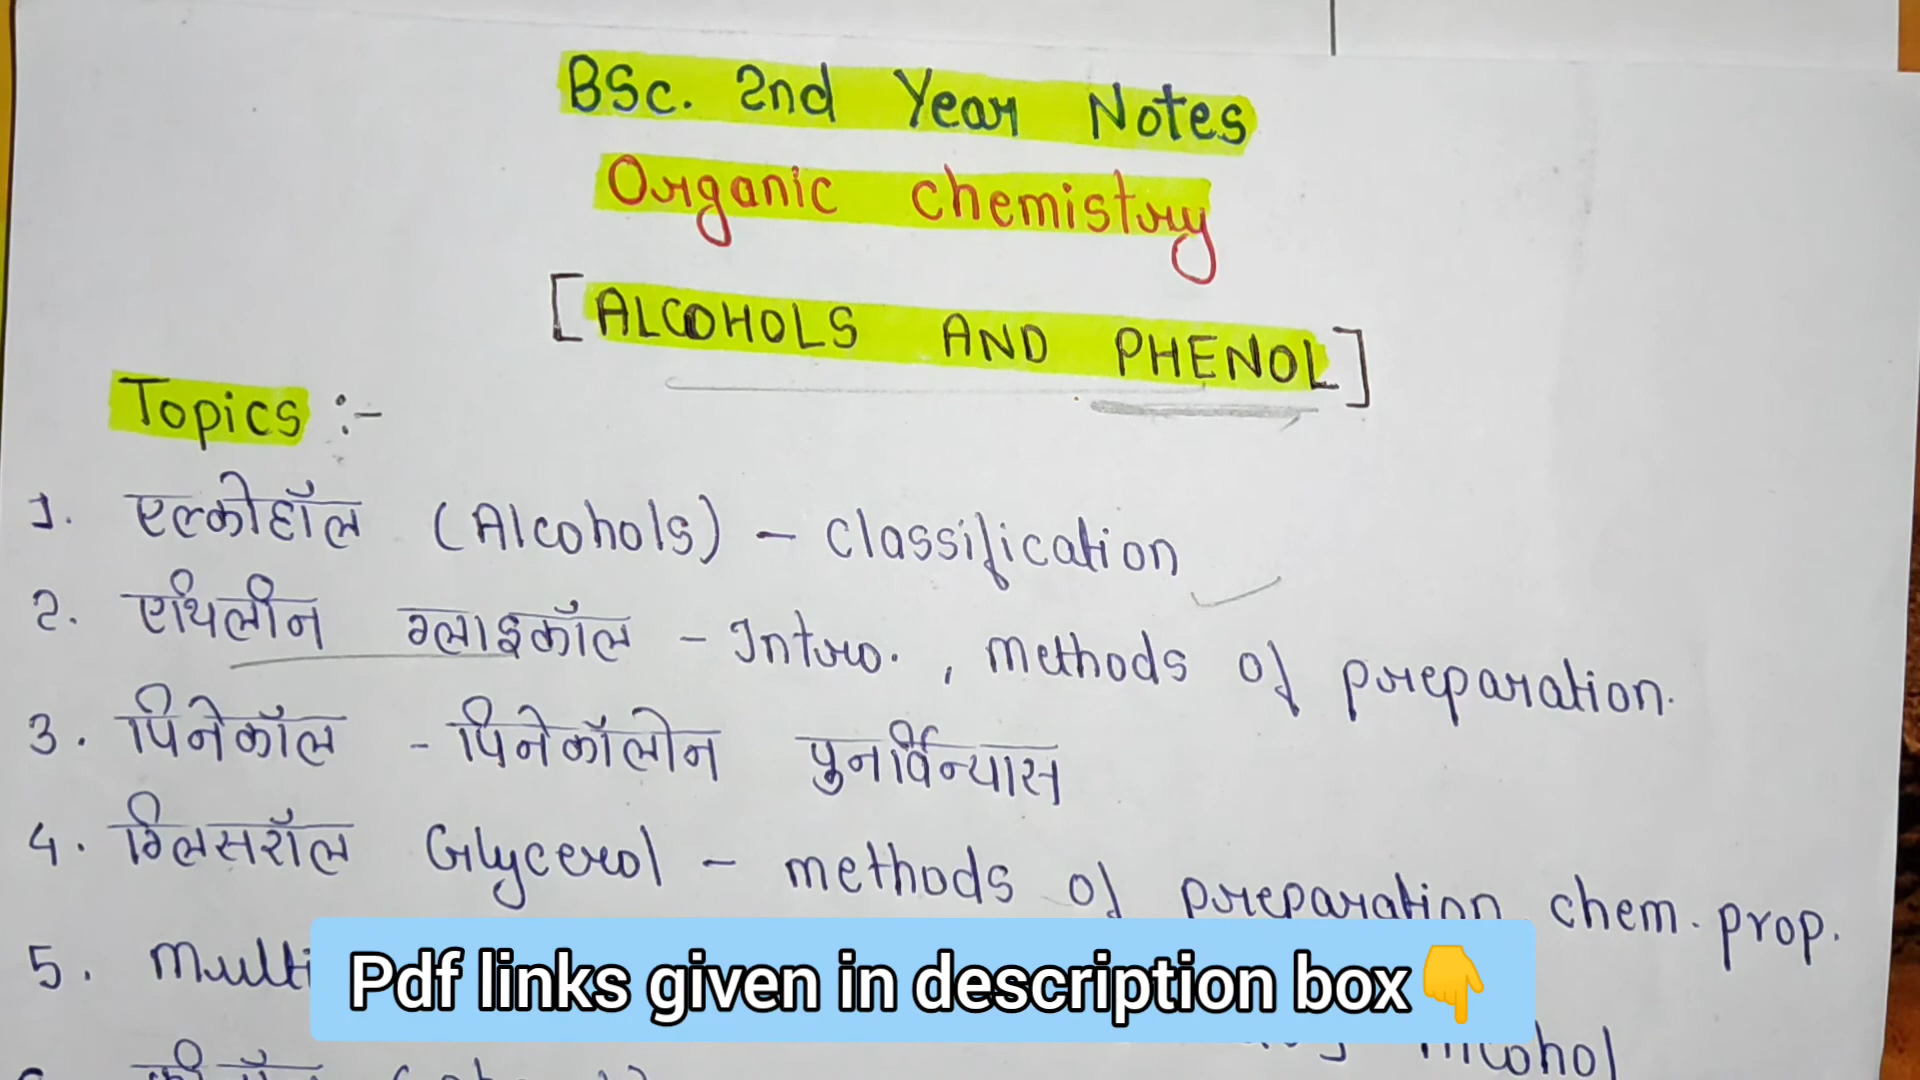 BSc. 2nd Year Notes
Organic chemistry
[ALCOHOLS AND PHENOL]
Topics :-
1. एल्कोहॉल (Alcohols) - Classification
2. एथिलीन ग्लाइकॉल - Intro. , methods of preparation.
3. पिनेकॉल - पिनेकॉलोन पुनर्विन्यास
4. ग्लिसरॉल Glycerol - methods of preparation chem. prop.
5. Multi
Pdf links given in description box👇